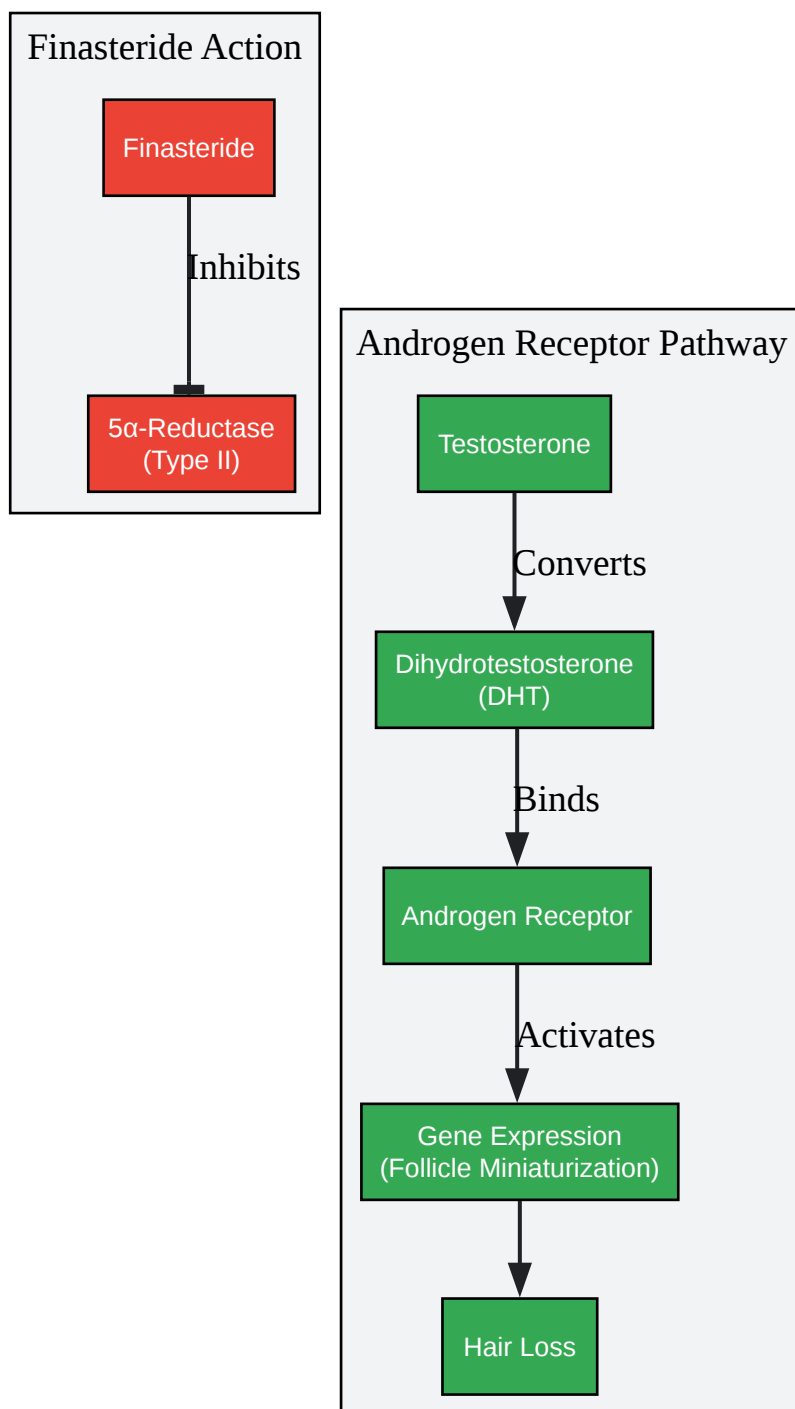 Finasteride Action
Finasteride
Inhibits
5α-Reductase
(Type II)
Androgen Receptor Pathway
Testosterone
Converts
Dihydrotestosterone
(DHT)
Binds
Androgen Receptor
Activates
Gene Expression
(Follicle Miniaturization)
Hair Loss